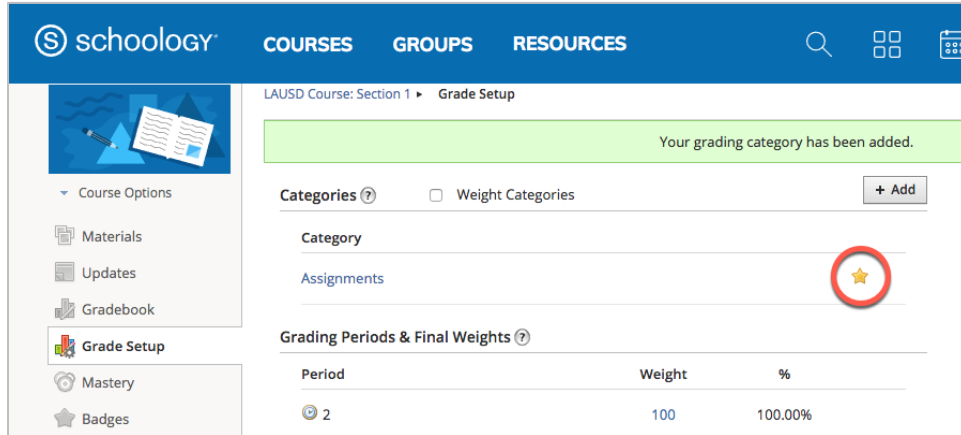 schoology COURSES GROUPS RESOURCES
LAUSD Course: Section 1 ▸ Grade Setup
Your grading category has been added.
Course Options
Categories ? Weight Categories + Add
Materials
Category
Updates
Assignments
Gradebook
Grade Setup
Grading Periods & Final Weights ?
Mastery
Period Weight %
Badges
2 100 100.00%